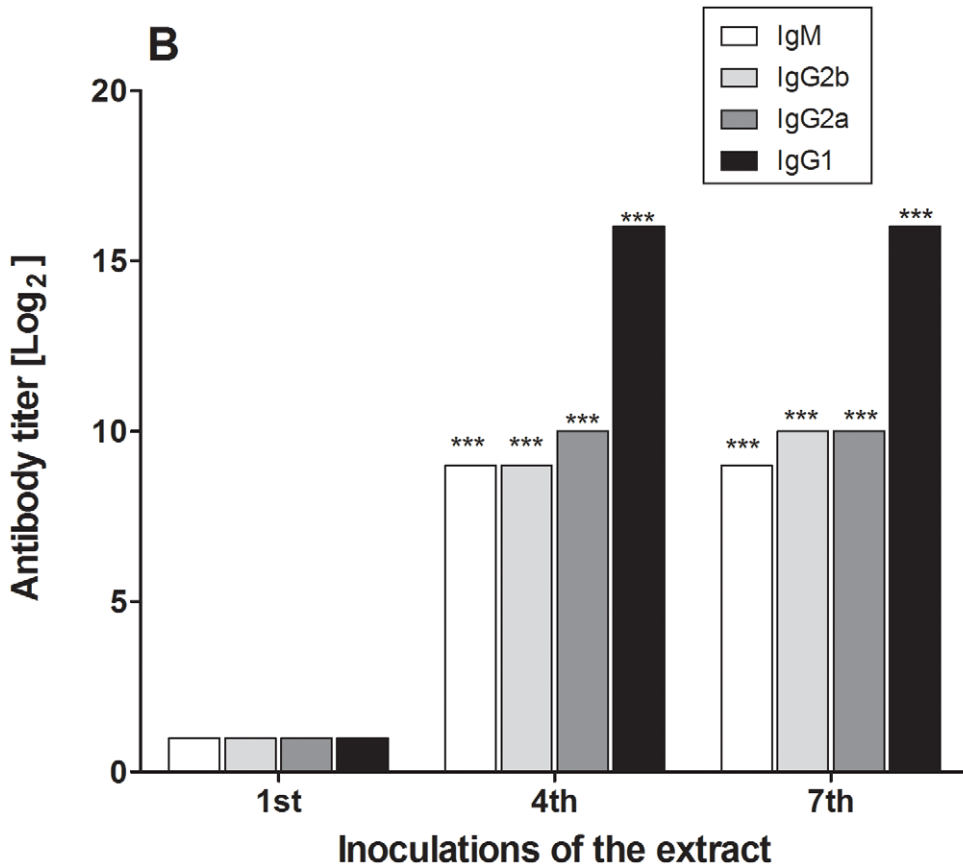 B
IgM
IgG2b
IgG2a
IgG1
Antibody titer [Log₂]
20
15
10
5
0
*** *** *** ***
*** *** *** ***
1st 4th 7th
Inoculations of the extract